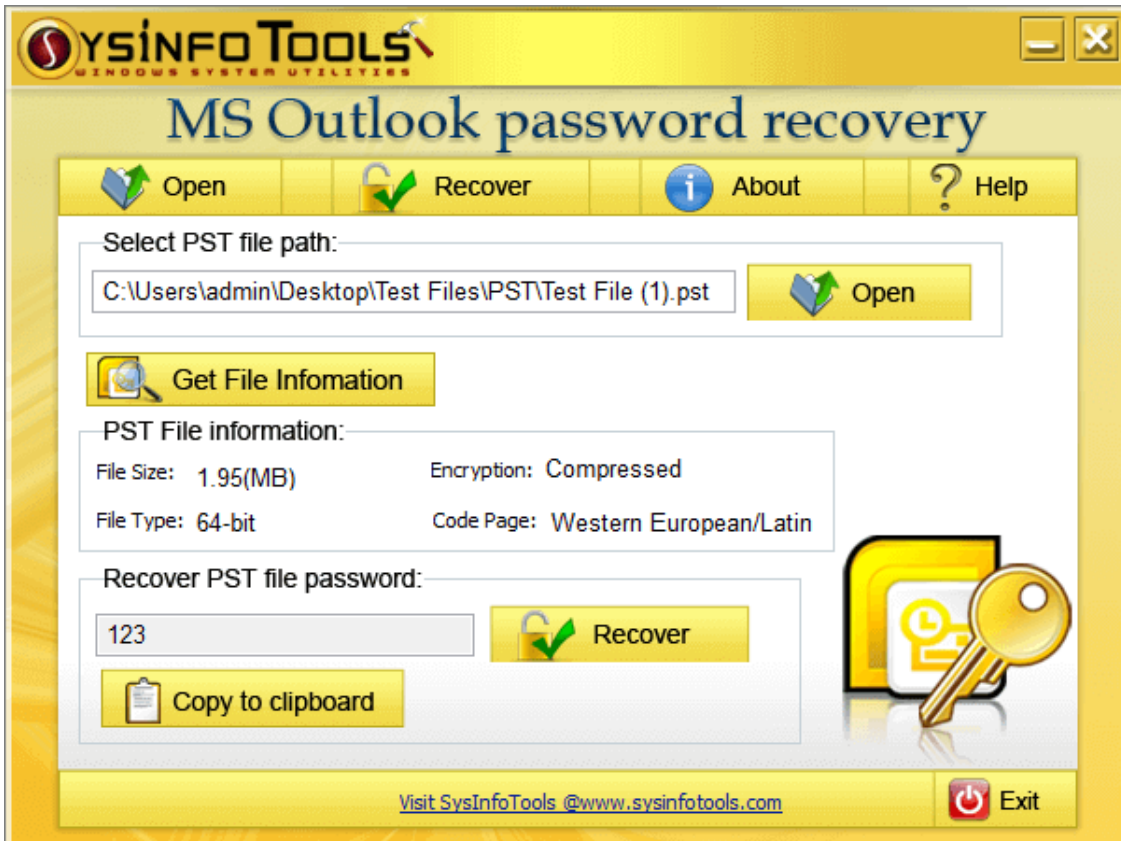 SYSINFO TOOLS
WINDOWS SYSTEM UTILITIES
MS Outlook password recovery
Open Recover About Help
Select PST file path:
C:\Users\admin\Desktop\Test Files\PST\Test File (1).pst Open
Get File Infomation
PST File information:
File Size: 1.95(MB) Encryption: Compressed
File Type: 64-bit Code Page: Western European/Latin
Recover PST file password:
123 Recover
Copy to clipboard
Visit SysInfoTools @www.sysinfotools.com Exit